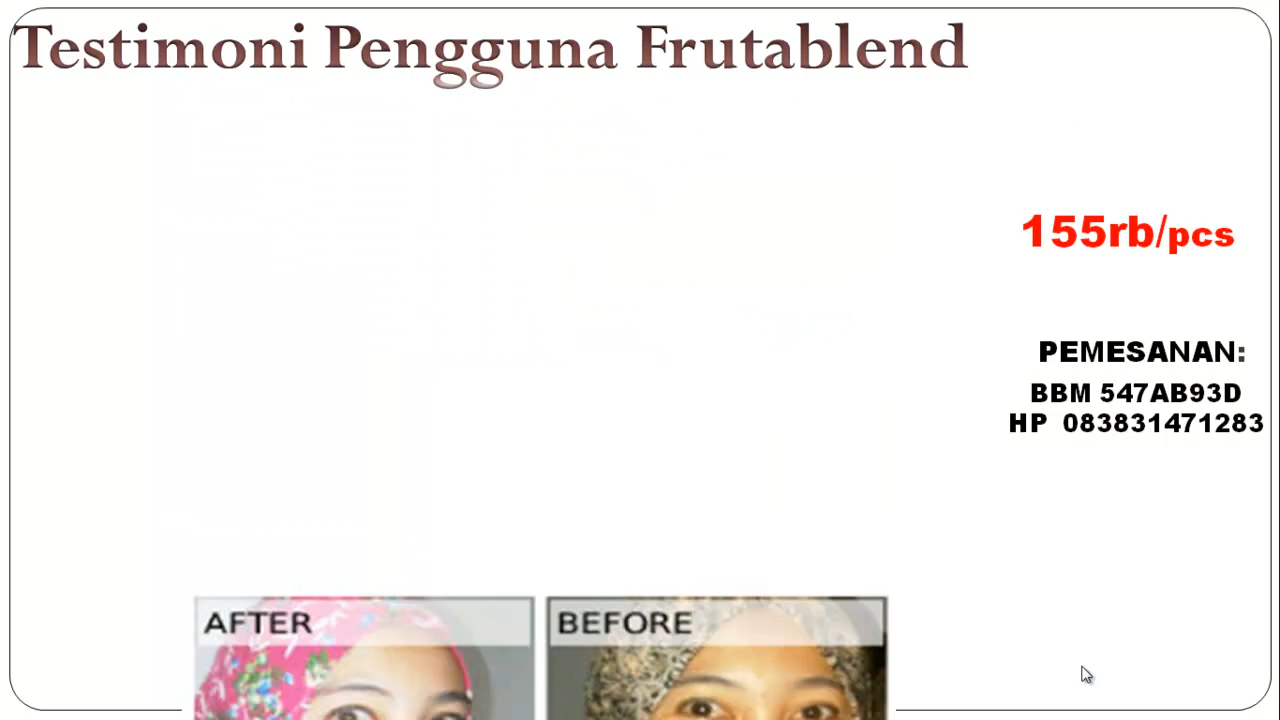 Testimoni Pengguna Frutablend
155rb/pcs
PEMESANAN:
BBM 547AB93D
HP 083831471283
AFTER
BEFORE